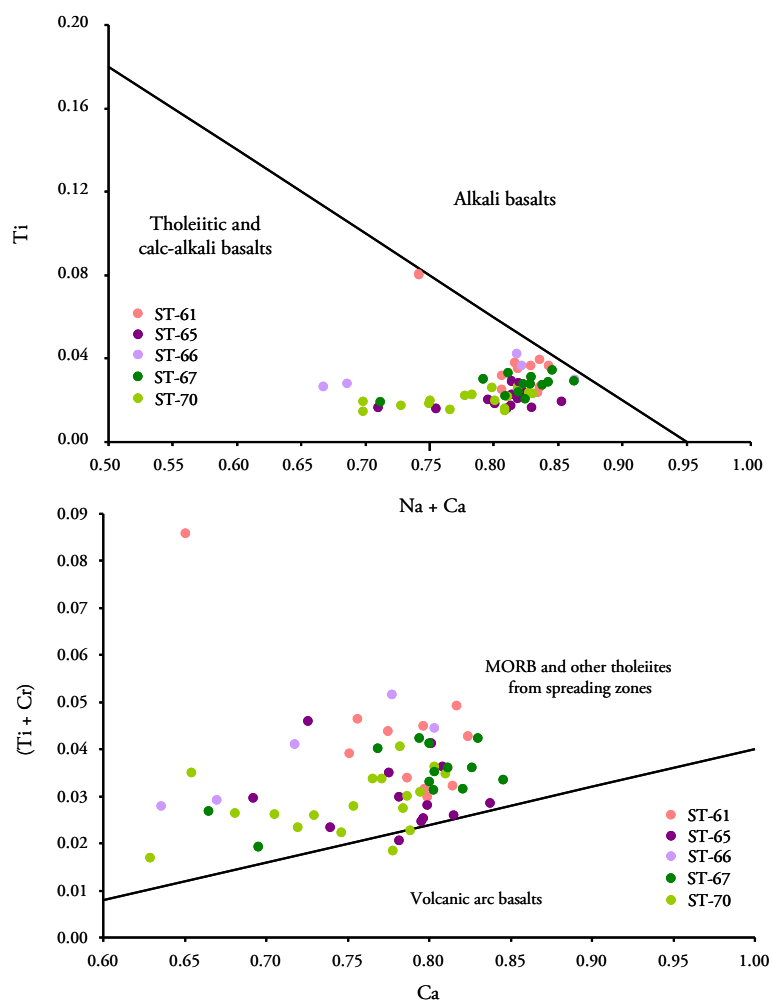 0.20
0.16
0.12
0.08
0.04
0.00
Ti
Alkali basalts
Tholeiitic and
calc-alkali basalts
ST-61
ST-65
ST-66
ST-67
ST-70
0.50 0.55 0.60 0.65 0.70 0.75 0.80 0.85 0.90 0.95 1.00
Na + Ca
0.09
0.08
0.07
0.06
0.05
0.04
0.03
0.02
0.01
0.00
(Ti + Cr)
MORB and other tholeiites
from spreading zones
ST-61
ST-65
ST-66
ST-67
ST-70
Volcanic arc basalts
0.60 0.65 0.70 0.75 0.80 0.85 0.90 0.95 1.00
Ca